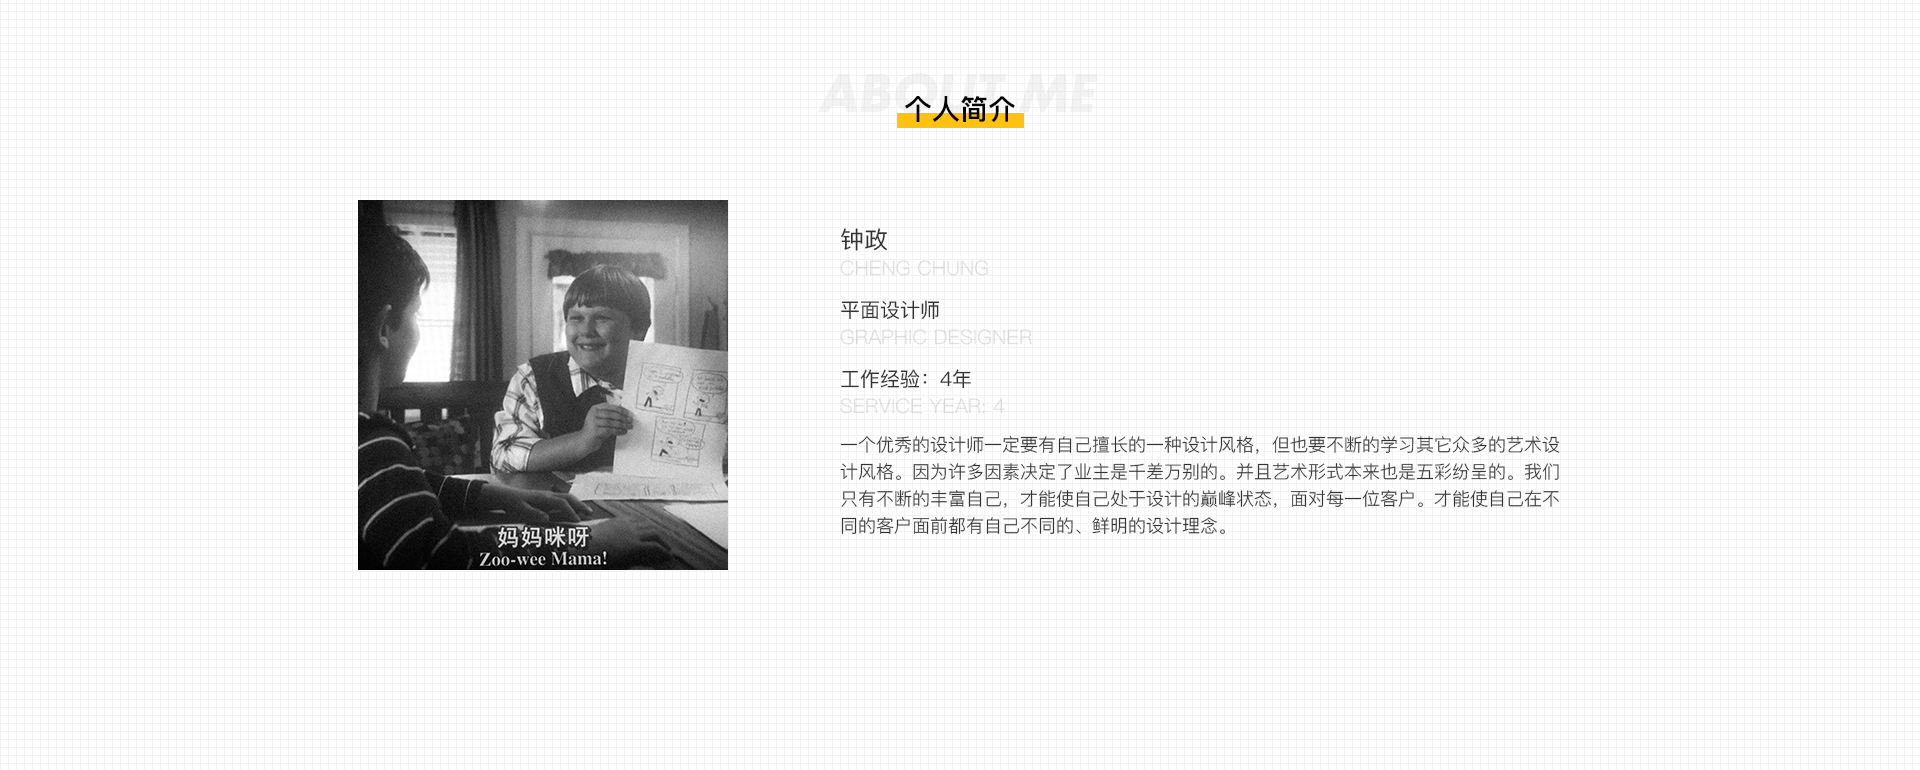 ABOUT ME
个人简介
钟政
CHENG CHUNG
平面设计师
GRAPHIC DESIGNER
工作经验：4年
SERVICE YEAR: 4
一个优秀的设计师一定要有自己擅长的一种设计风格，但也要不断的学习其它众多的艺术设
计风格。因为许多因素决定了业主是千差万别的。并且艺术形式本来也是五彩纷呈的。我们
只有不断的丰富自己，才能使自己处于设计的巅峰状态，面对每一位客户。才能使自己在不
同的客户面前都有自己不同的、鲜明的设计理念。
妈妈咪呀
Zoo-wee Mama!